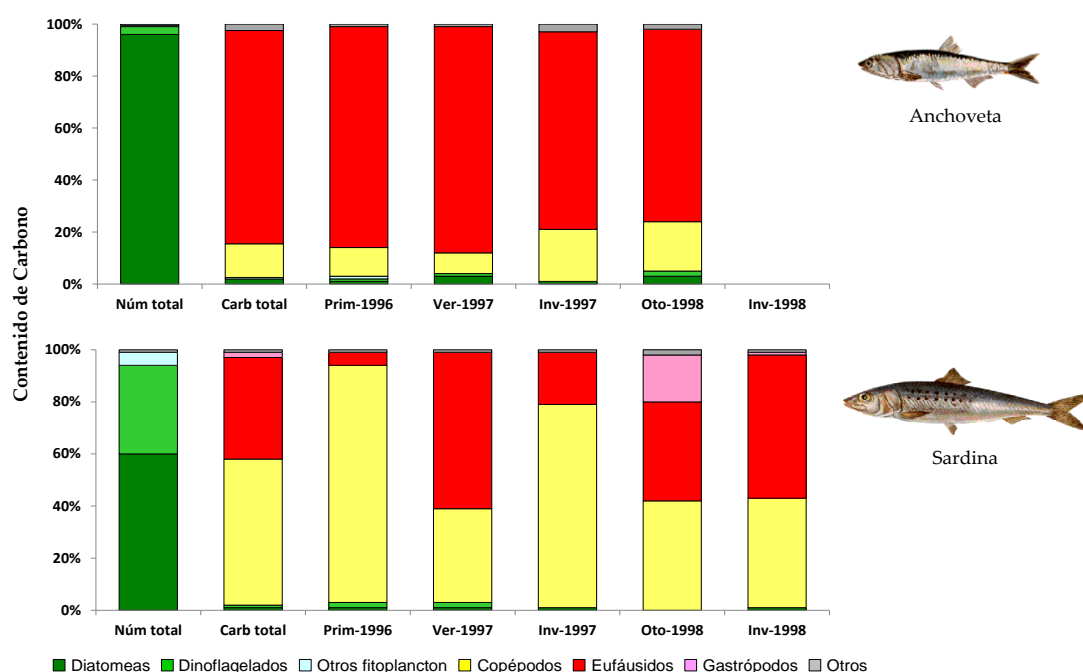 100%
80%
60%
40%
20%
0%
Núm total Carb total Prim-1996 Ver-1997 Inv-1997 Oto-1998 Inv-1998
Anchoveta
Contenido de Carbono
100%
80%
60%
40%
20%
0%
Núm total Carb total Prim-1996 Ver-1997 Inv-1997 Oto-1998 Inv-1998
Sardina
Diatomeas Dinoflagelados Otros fitoplancton Copépodos Eufáusidos Gastrópodos Otros